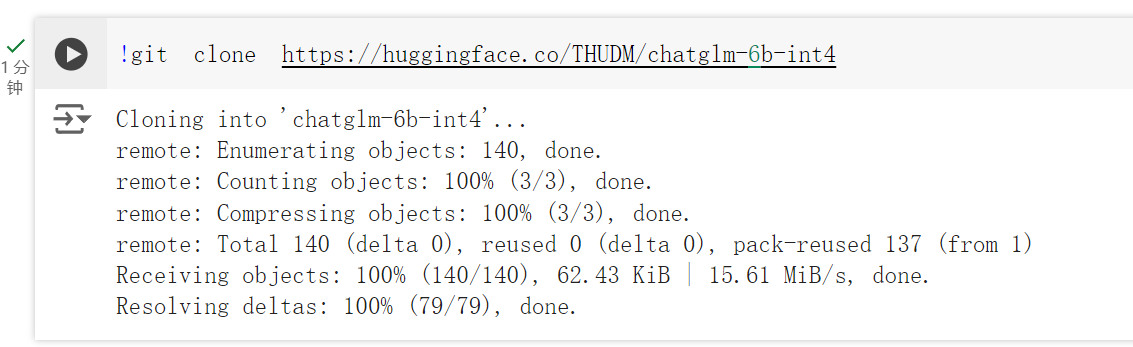 !git clone https://huggingface.co/THUDM/chatglm-6b-int4
1 分
钟
Cloning into 'chatglm-6b-int4'...
remote: Enumerating objects: 140, done.
remote: Counting objects: 100% (3/3), done.
remote: Compressing objects: 100% (3/3), done.
remote: Total 140 (delta 0), reused 0 (delta 0), pack-reused 137 (from 1)
Receiving objects: 100% (140/140), 62.43 KiB | 15.61 MiB/s, done.
Resolving deltas: 100% (79/79), done.